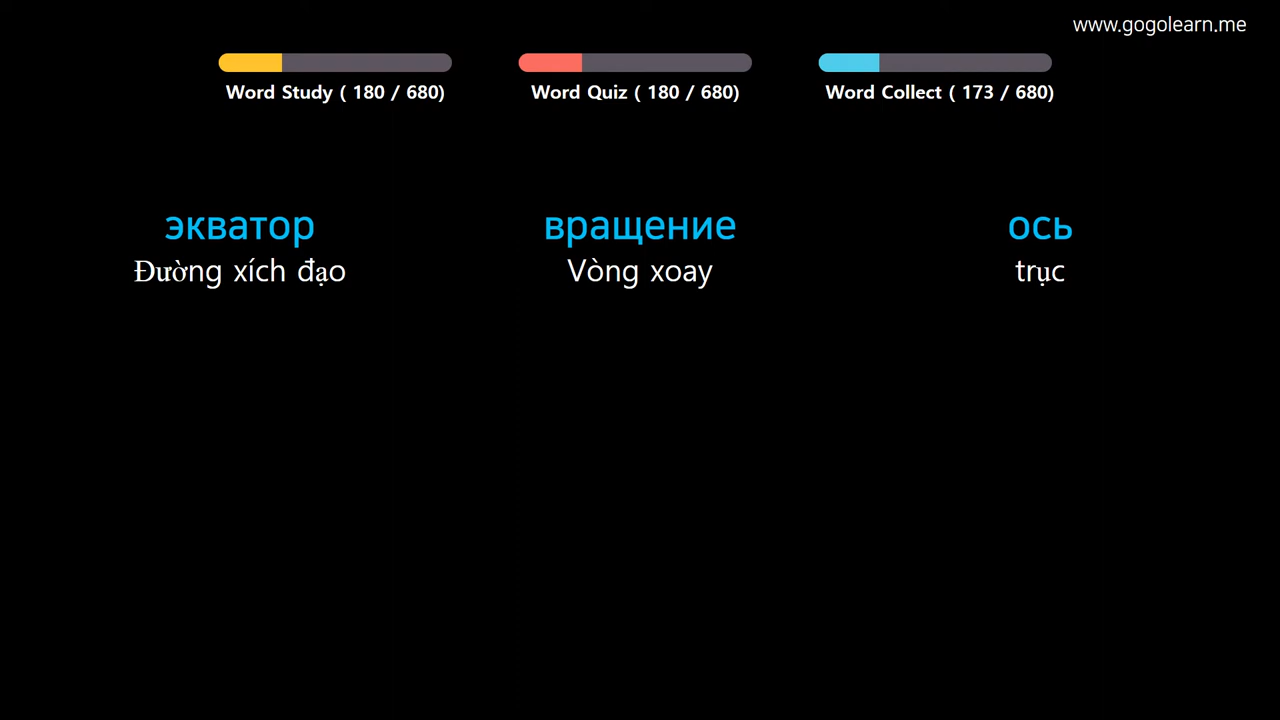 www.gogolearn.me
Word Study ( 180 / 680)
Word Quiz ( 180 / 680)
Word Collect ( 173 / 680)
экватор
Đường xích đạo
вращение
Vòng xoay
ось
trục